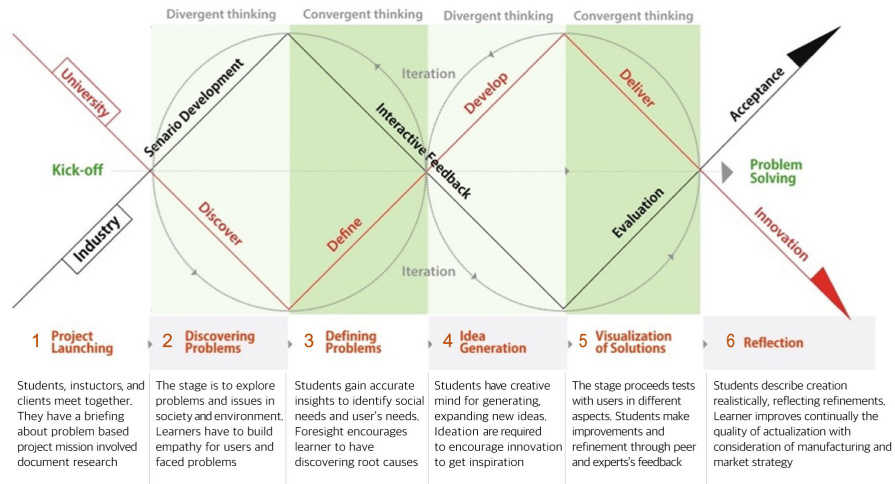 Divergent thinking
Convergent thinking
Divergent thinking
Convergent thinking
University
Senario Development
Iteration
Develop
Deliver
Acceptance
Kick-off
Interactive Feedback
Problem
Solving
Industry
Discover
Define
Iteration
Evaluation
Innovation
1 Project
Launching
2 Discovering
Problems
3 Defining
Problems
4 Idea
Generation
5 Visualization
of Solutions
6 Reflection
Students, instuctors, and
clients meet together.
They have a briefing
about problem based
project mission involved
document research
The stage is to explore
problems and issues in
society and environment.
Learners have to build
empathy for users and
faced problems
Students gain accurate
insights to identify social
needs and user's needs.
Foresight encourages
learner to have
discovering root causes
Students have creative
mind for generating,
expanding new ideas.
Ideation are required
to encourage innovation
to get inspiration
The stage proceeds tests
with users in different
aspects. Students make
improvements and
refinement through peer
and experts's feedback
Students describe creation
realistically, reflecting refinements.
Learner improves continually the
quality of actualization with
consideration of manufacturing and
market strategy